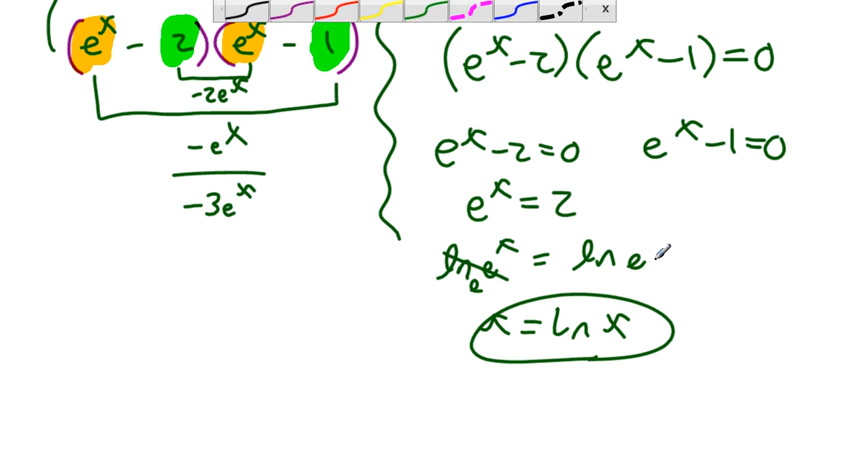 (e^x - 2)(e^x - 1)
-2e^x
-e^x
-3e^x
(e^x - 2)(e^x - 1) = 0
e^x - 2 = 0 e^x - 1 = 0
e^x = 2
ln_e e^x = ln e
x = ln x
x